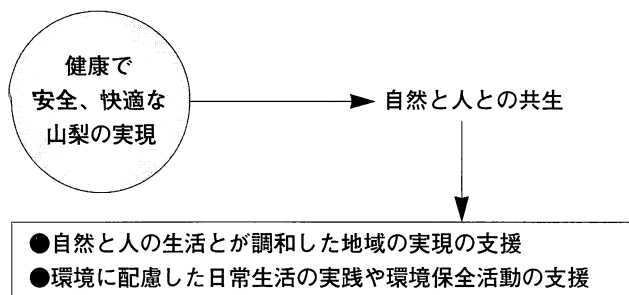 健康で
安全、快適な
山梨の実現
自然と人との共生
●自然と人の生活とが調和した地域の実現の支援
●環境に配慮した日常生活の実践や環境保全活動の支援